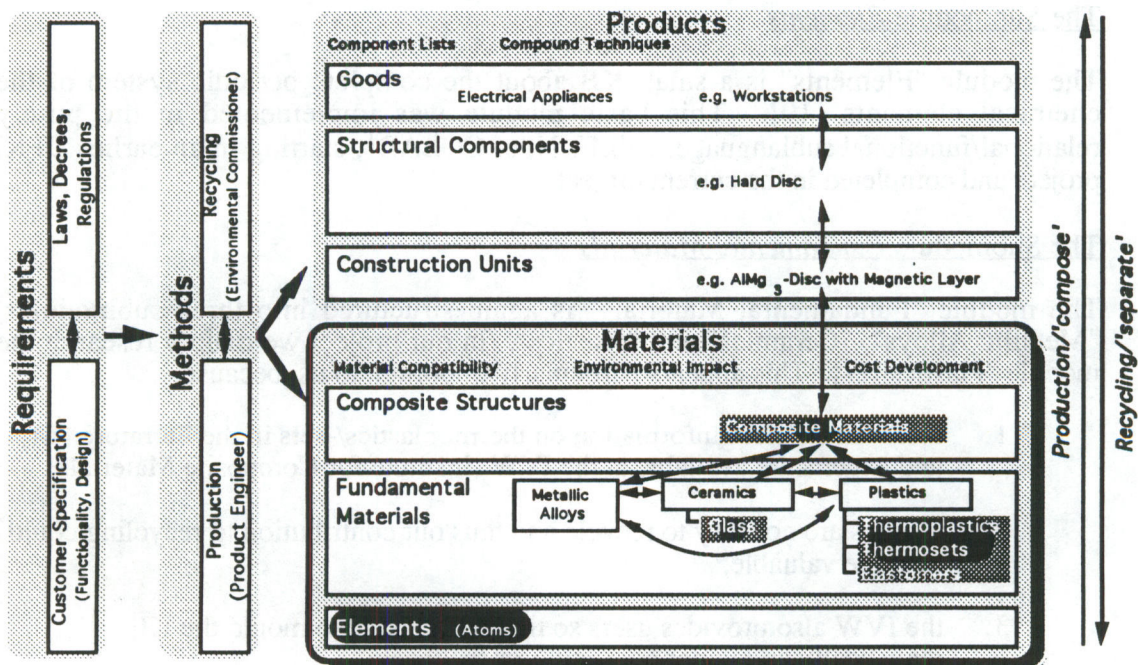 Requirements
Laws, Decrees,
Regulations
Customer Specification
(Functionality, Design)
Methods
Recycling
(Environmental Commissioner)
Production
(Product Engineer)
Products
Component Lists Compound Techniques
Goods
Electrical Appliances e.g. Workstations
Structural Components
e.g. Hard Disc
Construction Units
e.g. AlMg3-Disc with Magnetic Layer
Materials
Material Compatibility Environmental Impact Cost Development
Composite Structures
Composite Materials
Fundamental
Materials
Metallic
Alloys
Ceramics
Plastics
Glass
Thermoplastics
Thermosets
Elastomers
Elements (Atoms)
Production/'compose'
Recycling/'separate'